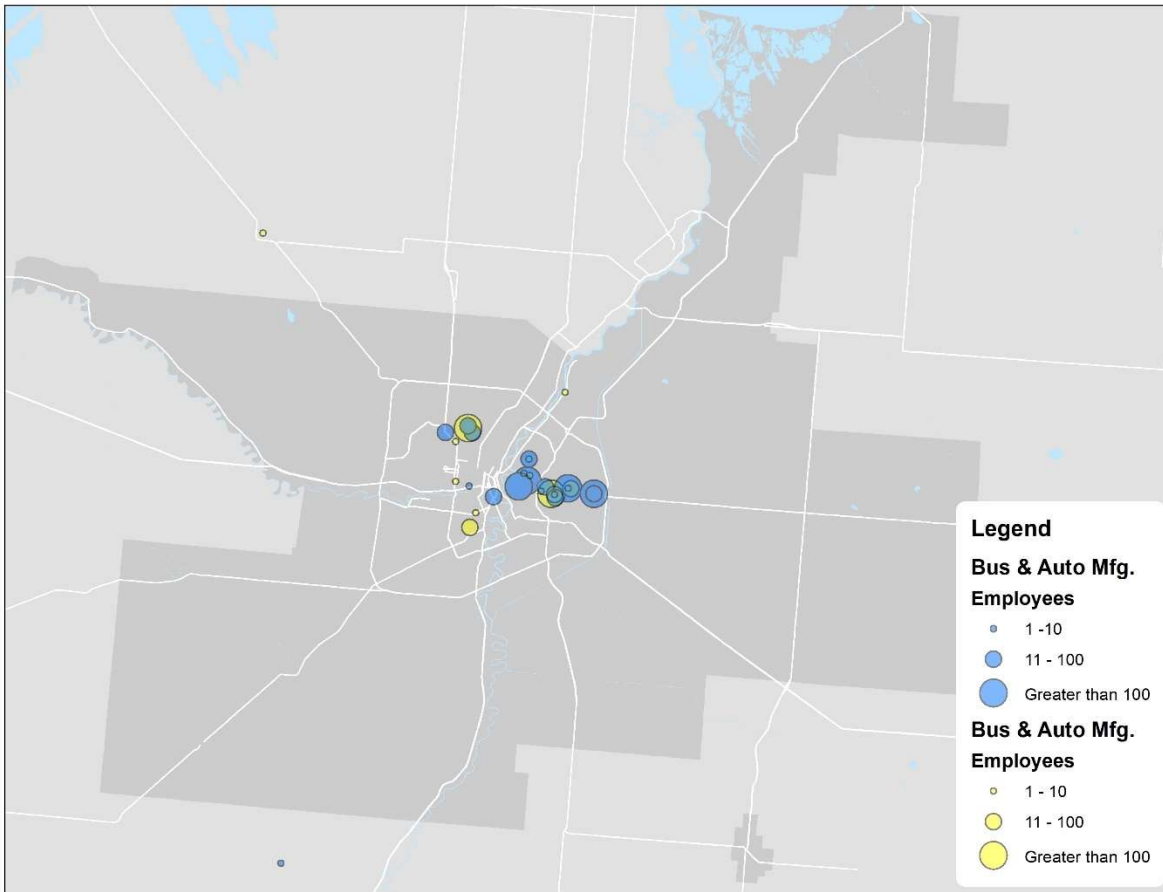 Legend
Bus & Auto Mfg.
Employees
1 -10
11 - 100
Greater than 100
Bus & Auto Mfg.
Employees
1 - 10
11 - 100
Greater than 100